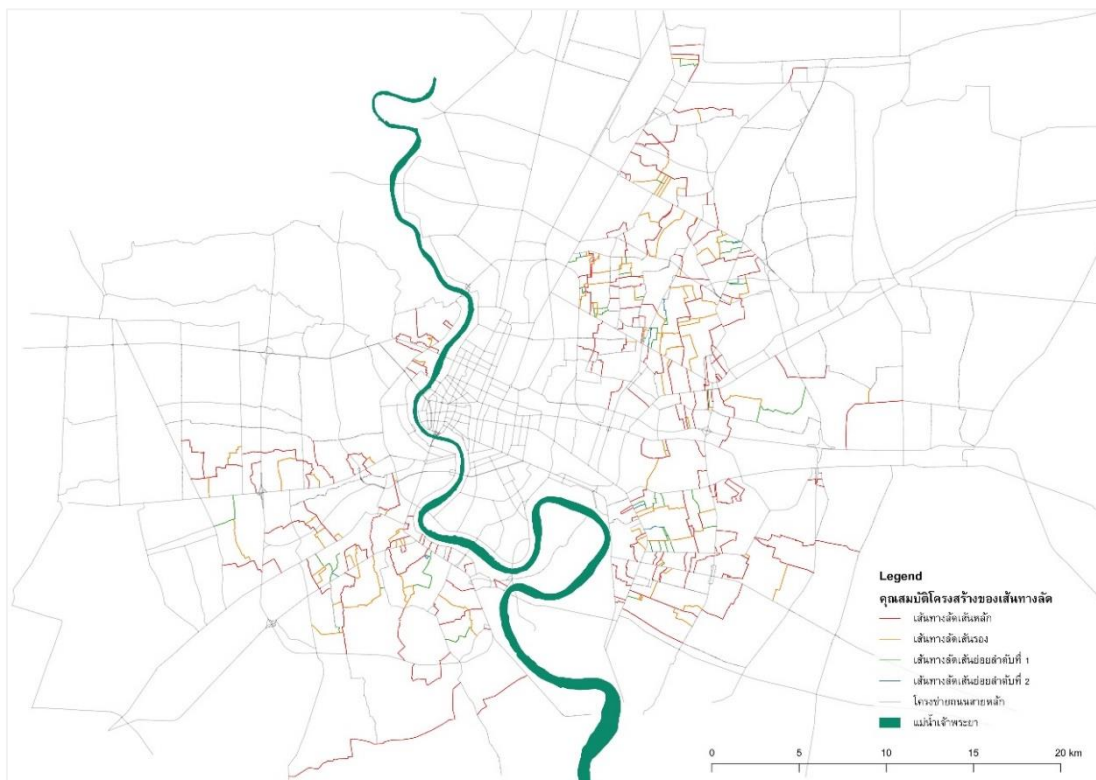 Legend
คุณสมบัติโครงสร้างของเส้นทางลัด
เส้นทางลัดเส้นหลัก
เส้นทางลัดเส้นรอง
เส้นทางลัดเส้นย่อยลำดับที่ 1
เส้นทางลัดเส้นย่อยลำดับที่ 2
โครงข่ายถนนสายหลัก
แม่น้ำเจ้าพระยา
0 5 10 15 20 km